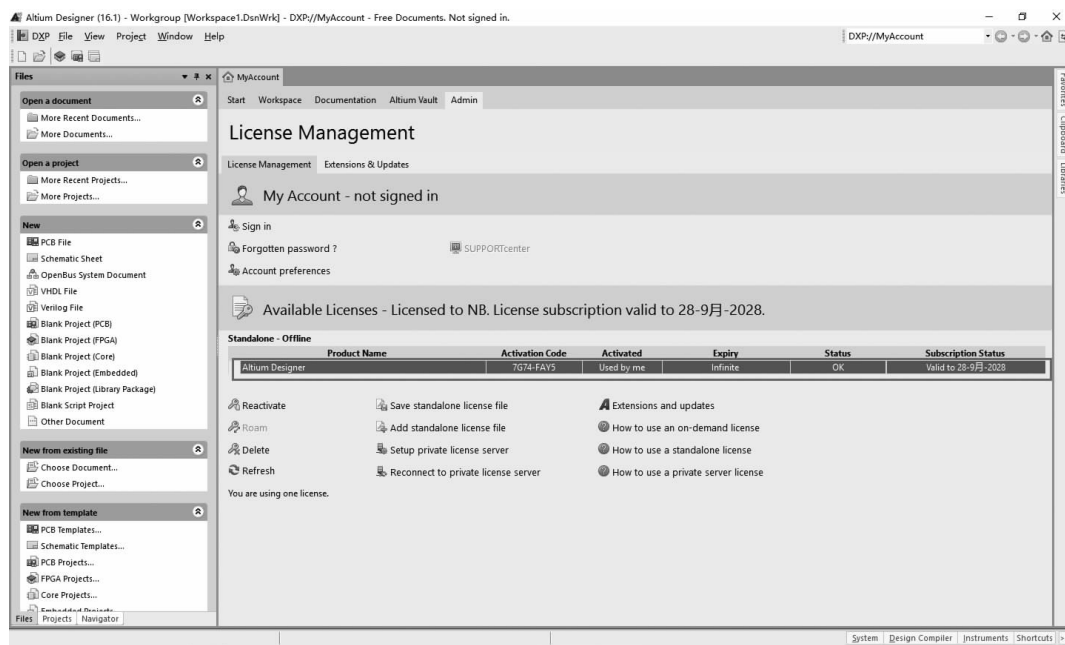 Altium Designer (16.1) - Workgroup [Workspace1.DsnWrk] - DXP://MyAccount - Free Documents. Not signed in.
DXP File View Project Window Help
DXP://MyAccount
Files
MyAccount
Start Workspace Documentation Altium Vault Admin
License Management
License Management Extensions & Updates
My Account - not signed in
Sign in
Forgotten password ? SUPPORTcenter
Account preferences
Available Licenses - Licensed to NB. License subscription valid to 28-9月-2028.
Standalone - Offline
Product Name Activation Code Activated Expiry Status Subscription Status
Altium Designer 7G74-FAY5 Used by me Infinite OK Valid to 28-9月-2028
Reactivate Save standalone license file Extensions and updates
Roam Add standalone license file How to use an on-demand license
Delete Setup private license server How to use a standalone license
Refresh Reconnect to private license server How to use a private server license
You are using one license.
Open a document
More Recent Documents...
More Documents...
Open a project
More Recent Projects...
More Projects...
New
PCB File
Schematic Sheet
OpenBus System Document
VHDL File
Verilog File
Blank Project (PCB)
Blank Project (FPGA)
Blank Project (Core)
Blank Project (Embedded)
Blank Project (Library Package)
Blank Script Project
Other Document
New from existing file
Choose Document...
Choose Project...
New from template
PCB Templates...
Schematic Templates...
PCB Projects...
FPGA Projects...
Core Projects...
Embedded Projects...
Files Projects Navigator
Favorites
Clipboard
Libraries
System Design Compiler Instruments Shortcuts